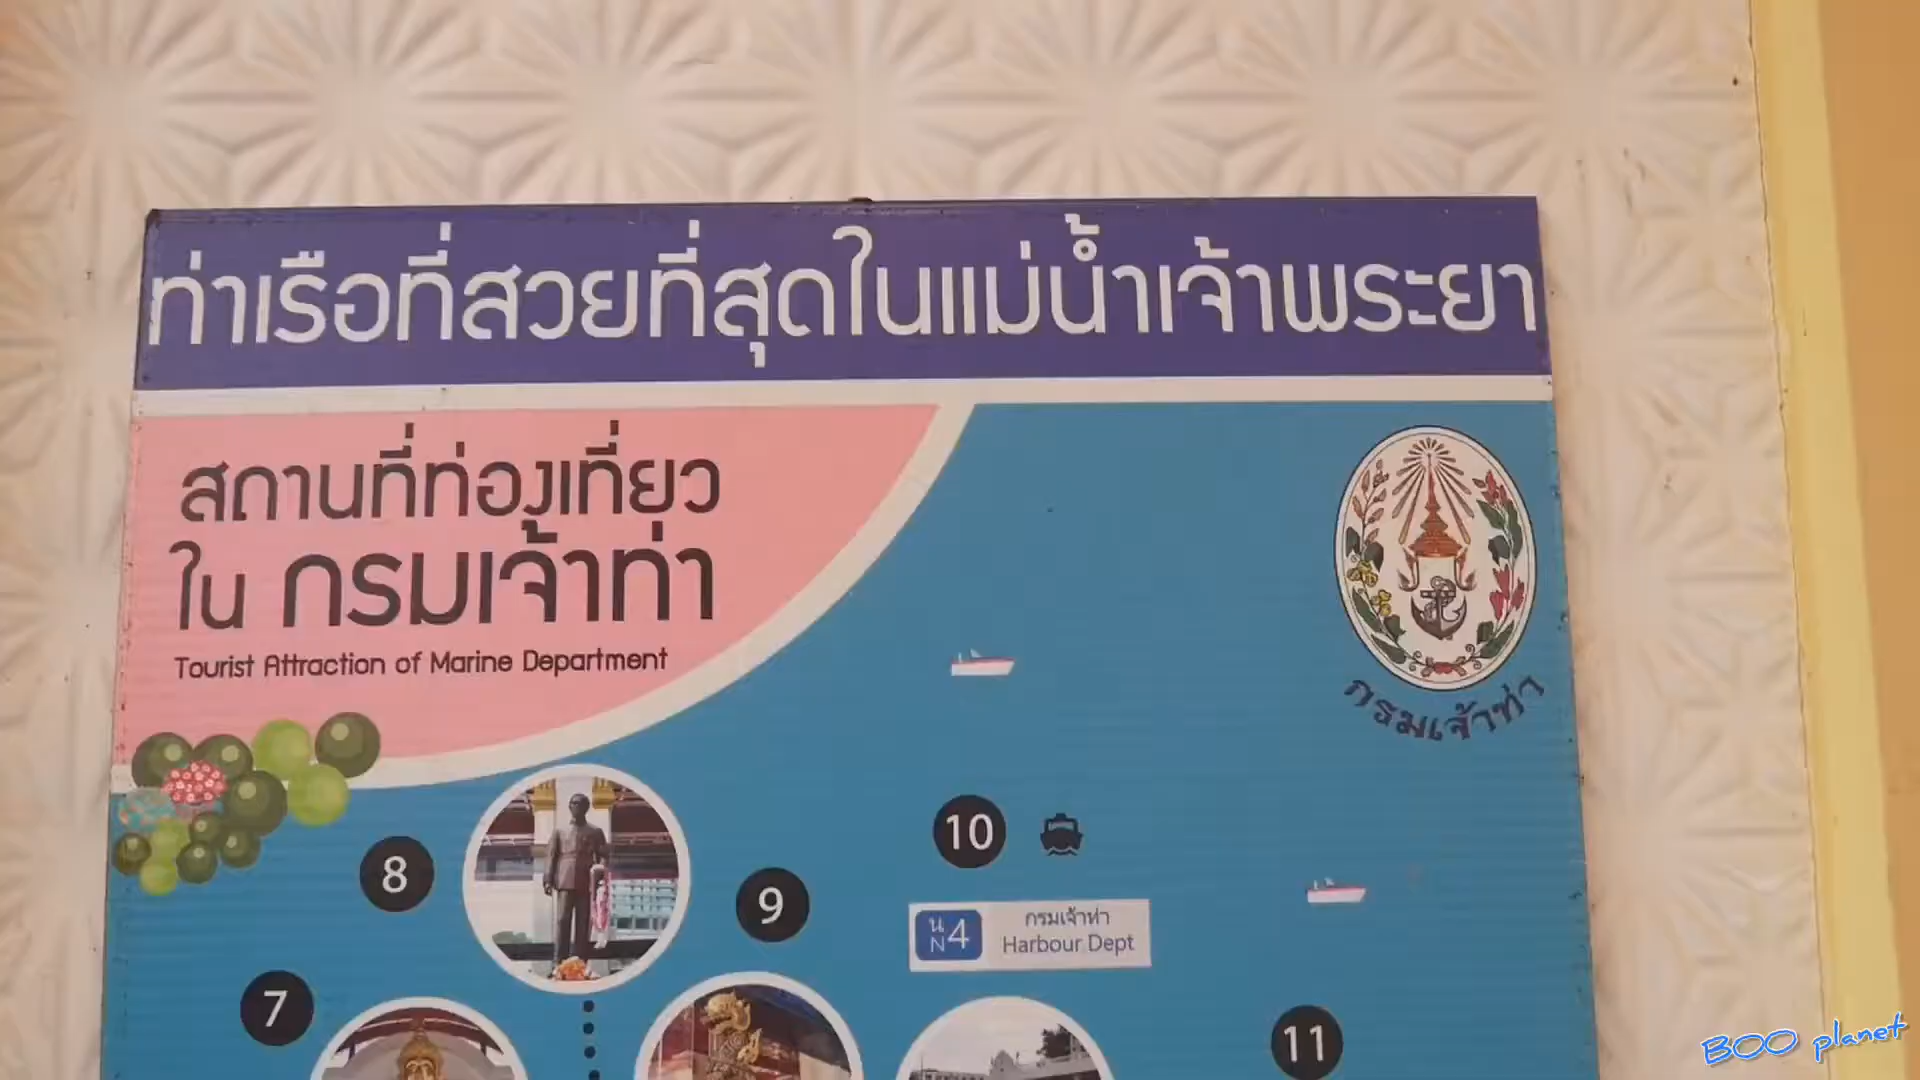 ท่าเรือที่สวยที่สุดในแม่น้ำเจ้าพระยา
สถานที่ท่องเที่ยว
ใน กรมเจ้าท่า
Tourist Attraction of Marine Department
กรมเจ้าท่า
8
9
10
น
N4
กรมเจ้าท่า
Harbour Dept
7
11
BOO planet